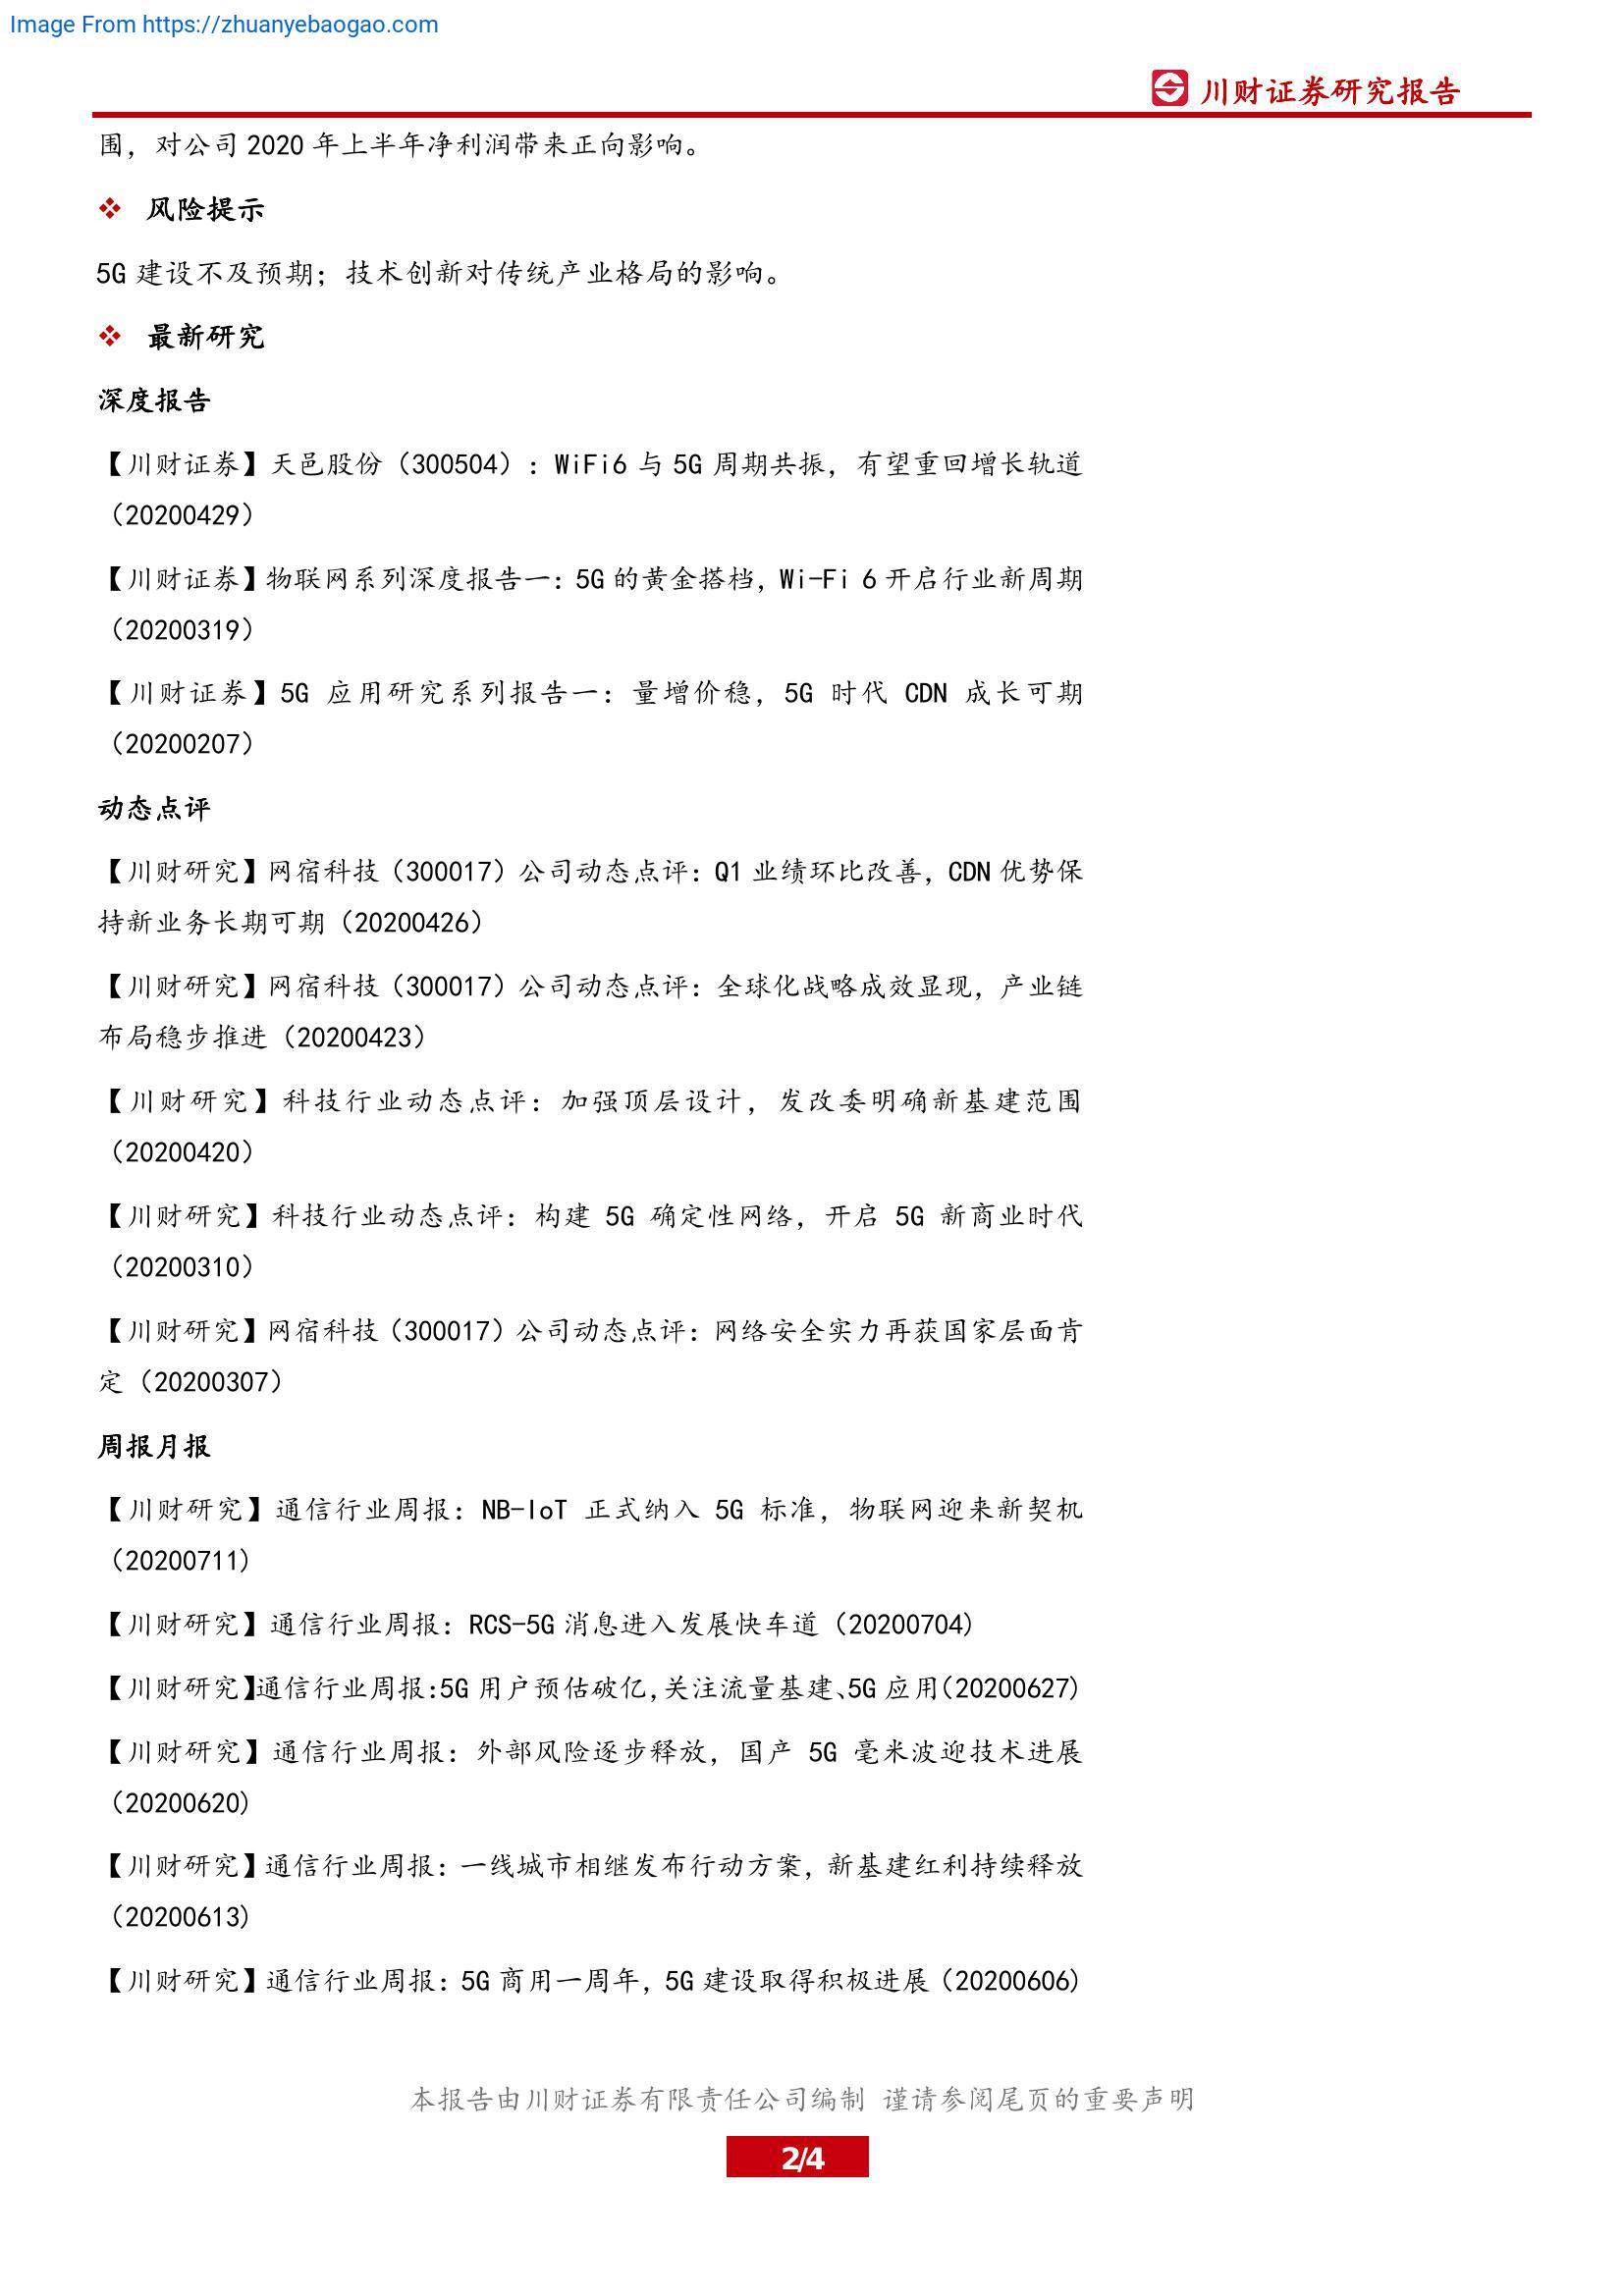 Image From https://zhuanyebaogao.com
川财证券研究报告
围，对公司 2020 年上半年净利润带来正向影响。
❖ 风险提示
5G 建设不及预期；技术创新对传统产业格局的影响。
❖ 最新研究
深度报告
【川财证券】天邑股份（300504）：WiFi6 与 5G 周期共振，有望重回增长轨道
（20200429）
【川财证券】物联网系列深度报告一：5G 的黄金搭档，Wi-Fi 6 开启行业新周期
（20200319）
【川财证券】5G 应用研究系列报告一：量增价稳，5G 时代 CDN 成长可期
（20200207）
动态点评
【川财研究】网宿科技（300017）公司动态点评：Q1 业绩环比改善，CDN 优势保
持新业务长期可期（20200426）
【川财研究】网宿科技（300017）公司动态点评：全球化战略成效显现，产业链
布局稳步推进（20200423）
【川财研究】科技行业动态点评：加强顶层设计，发改委明确新基建范围
（20200420）
【川财研究】科技行业动态点评：构建 5G 确定性网络，开启 5G 新商业时代
（20200310）
【川财研究】网宿科技（300017）公司动态点评：网络安全实力再获国家层面肯
定（20200307）
周报月报
【川财研究】通信行业周报：NB-IoT 正式纳入 5G 标准，物联网迎来新契机
（20200711)
【川财研究】通信行业周报：RCS-5G 消息进入发展快车道（20200704)
【川财研究】通信行业周报:5G 用户预估破亿,关注流量基建、5G 应用(20200627)
【川财研究】通信行业周报：外部风险逐步释放，国产 5G 毫米波迎技术进展
（20200620)
【川财研究】通信行业周报：一线城市相继发布行动方案，新基建红利持续释放
（20200613)
【川财研究】通信行业周报：5G 商用一周年，5G 建设取得积极进展（20200606)
本报告由川财证券有限责任公司编制 谨请参阅尾页的重要声明
2/4